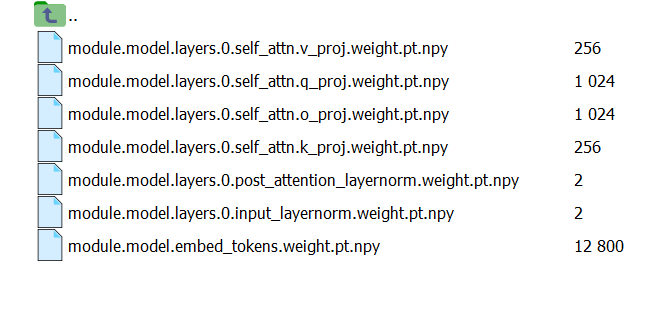 ..
module.model.layers.0.self_attn.v_proj.weight.pt.npy 256
module.model.layers.0.self_attn.q_proj.weight.pt.npy 1 024
module.model.layers.0.self_attn.o_proj.weight.pt.npy 1 024
module.model.layers.0.self_attn.k_proj.weight.pt.npy 256
module.model.layers.0.post_attention_layernorm.weight.pt.npy 2
module.model.layers.0.input_layernorm.weight.pt.npy 2
module.model.embed_tokens.weight.pt.npy 12 800